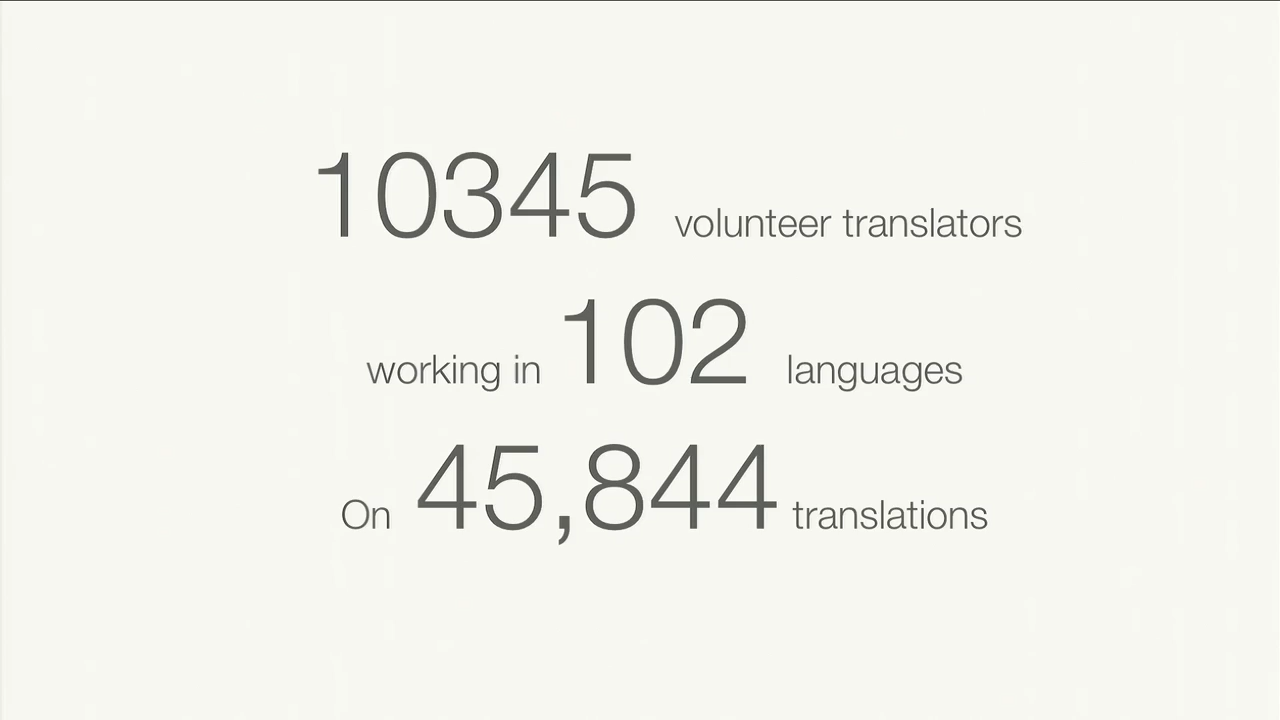 10345 volunteer translators
working in 102 languages
On 45,844 translations